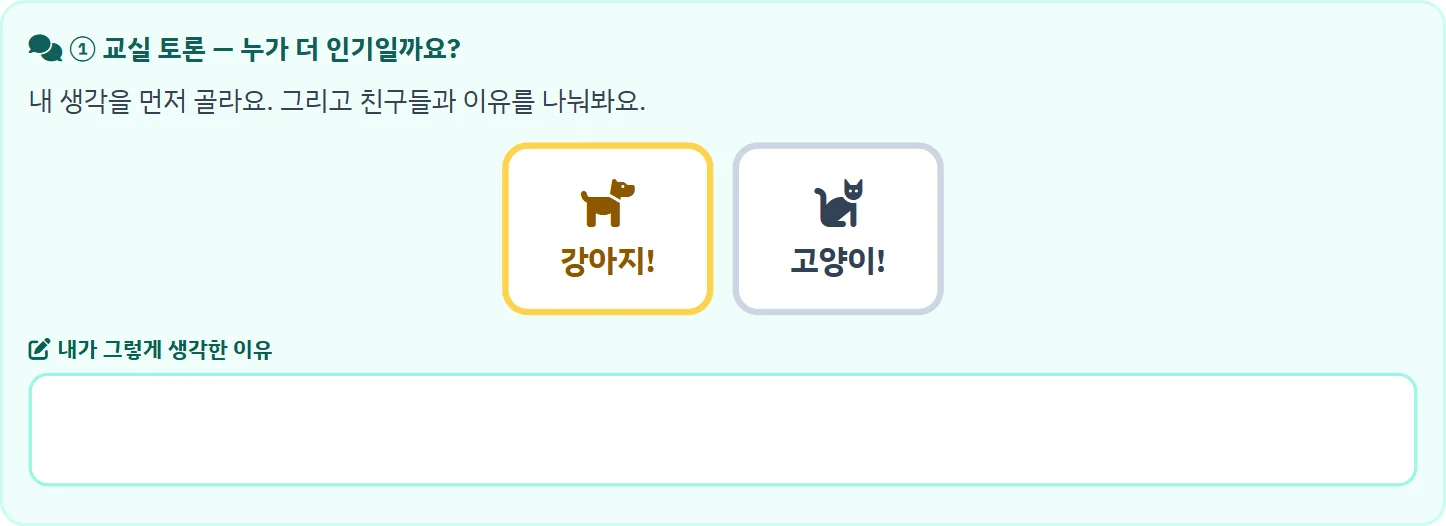 ① 교실 토론 — 누가 더 인기일까요?
내 생각을 먼저 골라요. 그리고 친구들과 이유를 나눠봐요.
강아지!
고양이!
내가 그렇게 생각한 이유